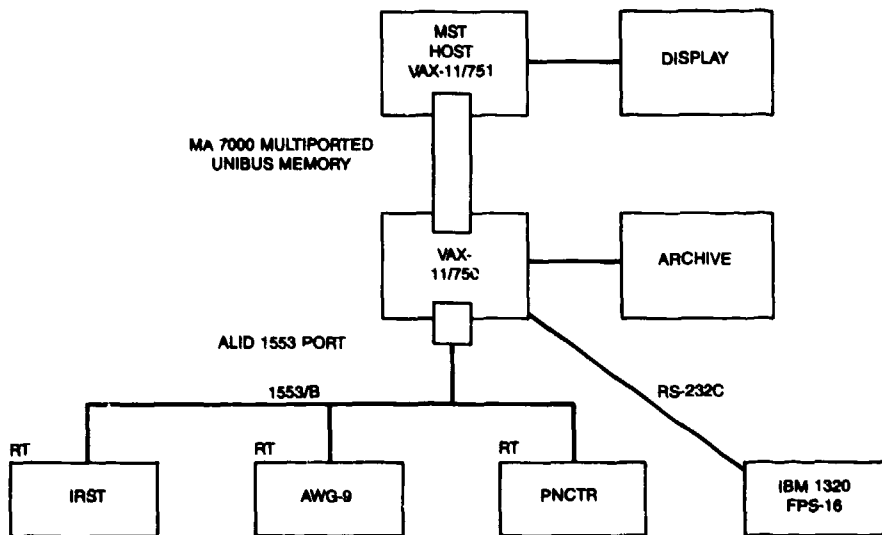 MST
HOST
VAX-11/751
DISPLAY
MA 7000 MULTIPORTED
UNIBUS MEMORY
VAX-
11/750
ARCHIVE
ALID 1553 PORT
1553/B
RS-232C
RT
RT
RT
IRST
AWG-9
PNCTR
IBM 1320
FPS-16